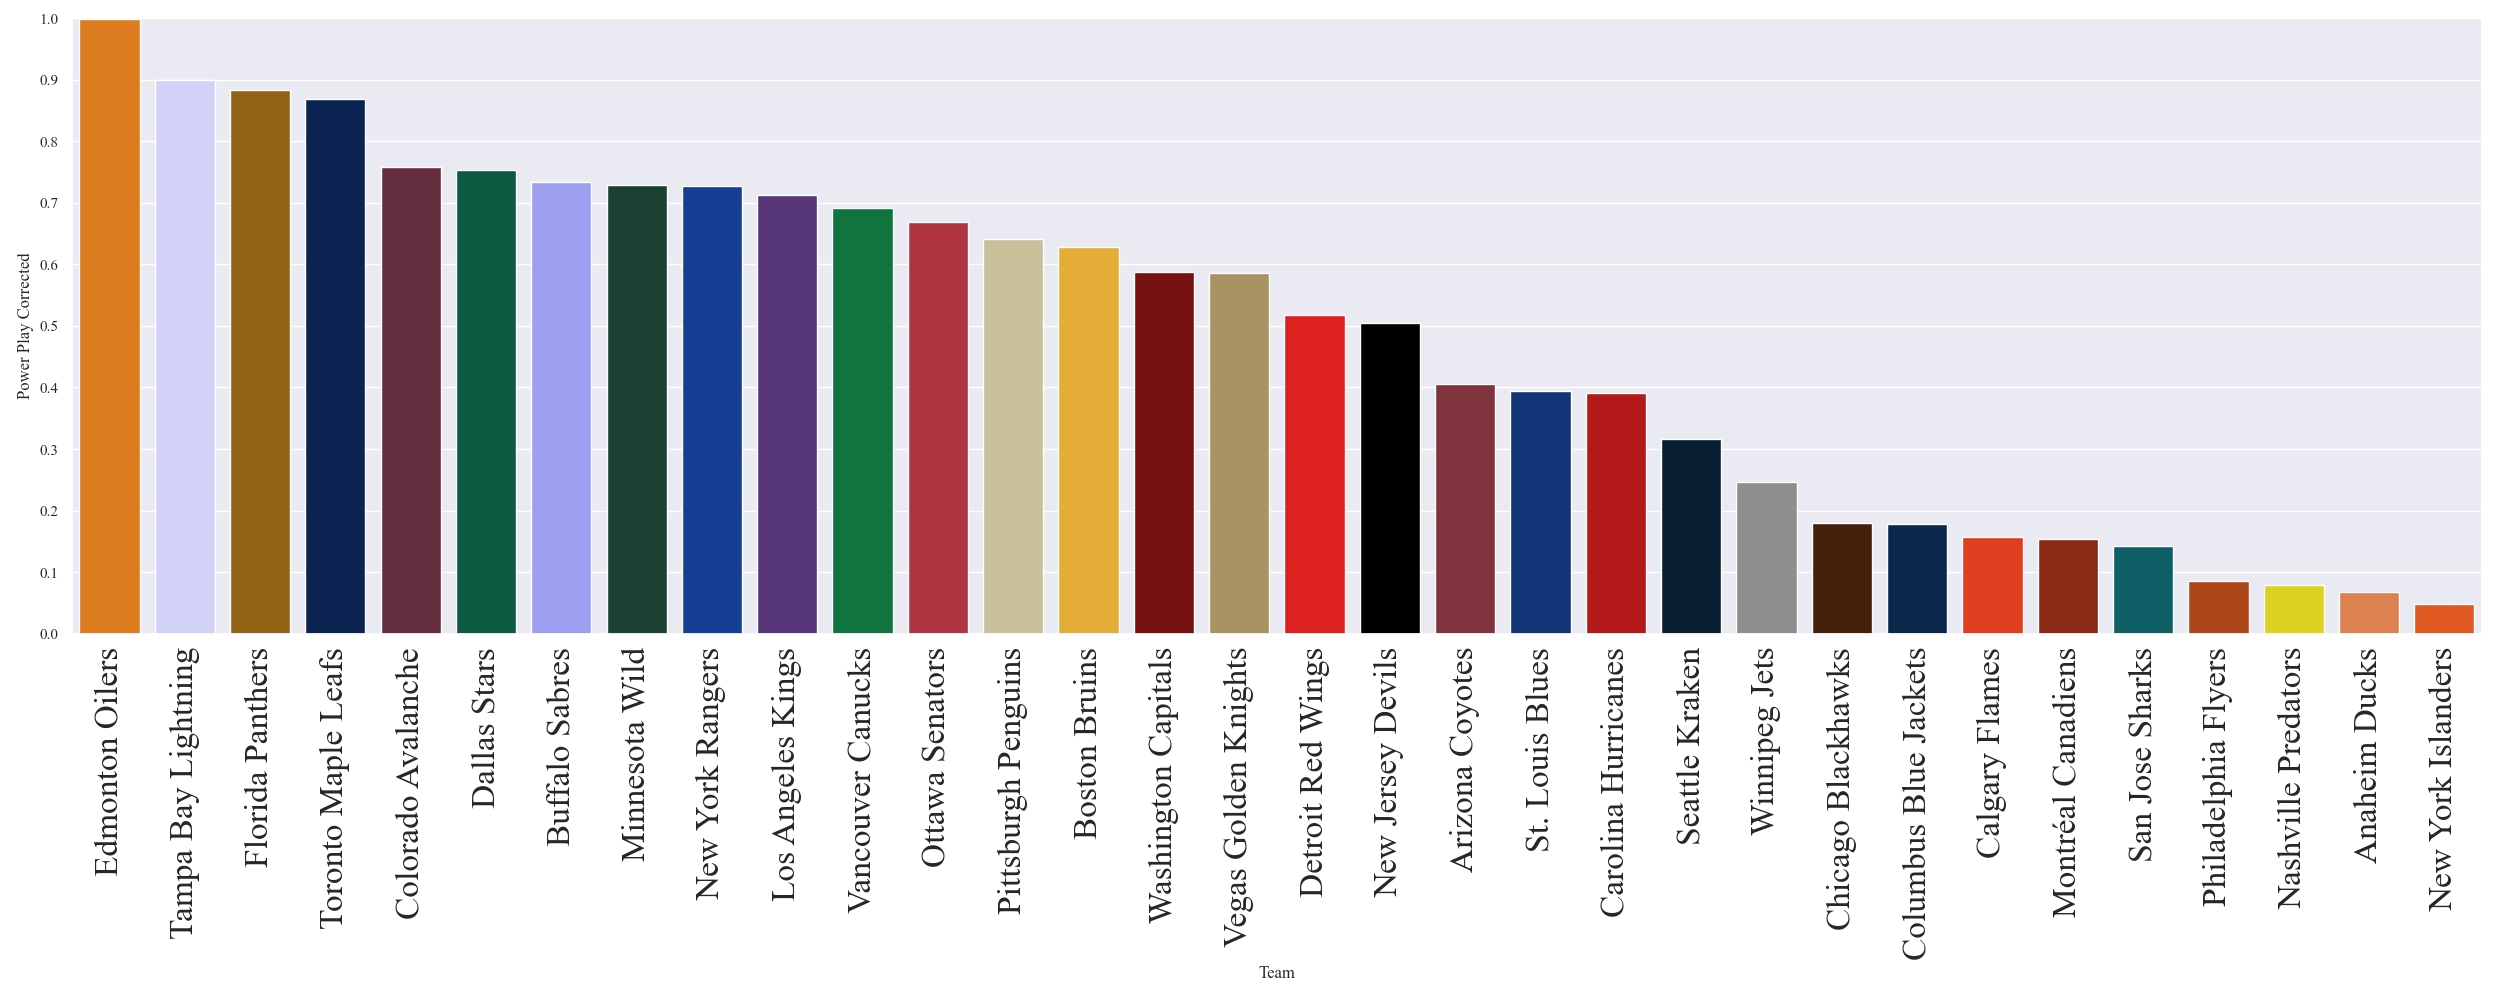 Power Play Corrected
1.0
0.9
0.8
0.7
0.6
0.5
0.4
0.3
0.2
0.1
0.0
Edmonton Oilers
Tampa Bay Lightning
Florida Panthers
Toronto Maple Leafs
Colorado Avalanche
Dallas Stars
Buffalo Sabres
Minnesota Wild
New York Rangers
Los Angeles Kings
Vancouver Canucks
Ottawa Senators
Pittsburgh Penguins
Boston Bruins
Washington Capitals
Vegas Golden Knights
Detroit Red Wings
New Jersey Devils
Arizona Coyotes
St. Louis Blues
Carolina Hurricanes
Seattle Kraken
Winnipeg Jets
Chicago Blackhawks
Columbus Blue Jackets
Calgary Flames
Montréal Canadiens
San Jose Sharks
Philadelphia Flyers
Nashville Predators
Anaheim Ducks
New York Islanders
Team